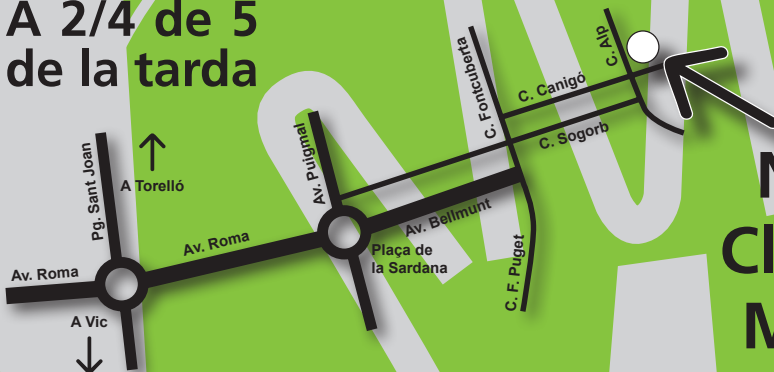 A 2/4 de 5
de la tarda
C. Alp
C. Fontcuberta
C. Canigó
C. Sogorb
Av. Puigmal
Pg. Sant Joan
A Torelló
Av. Roma
Av. Bellmunt
Plaça de
la Sardana
Av. Roma
C. F. Puget
A Vic